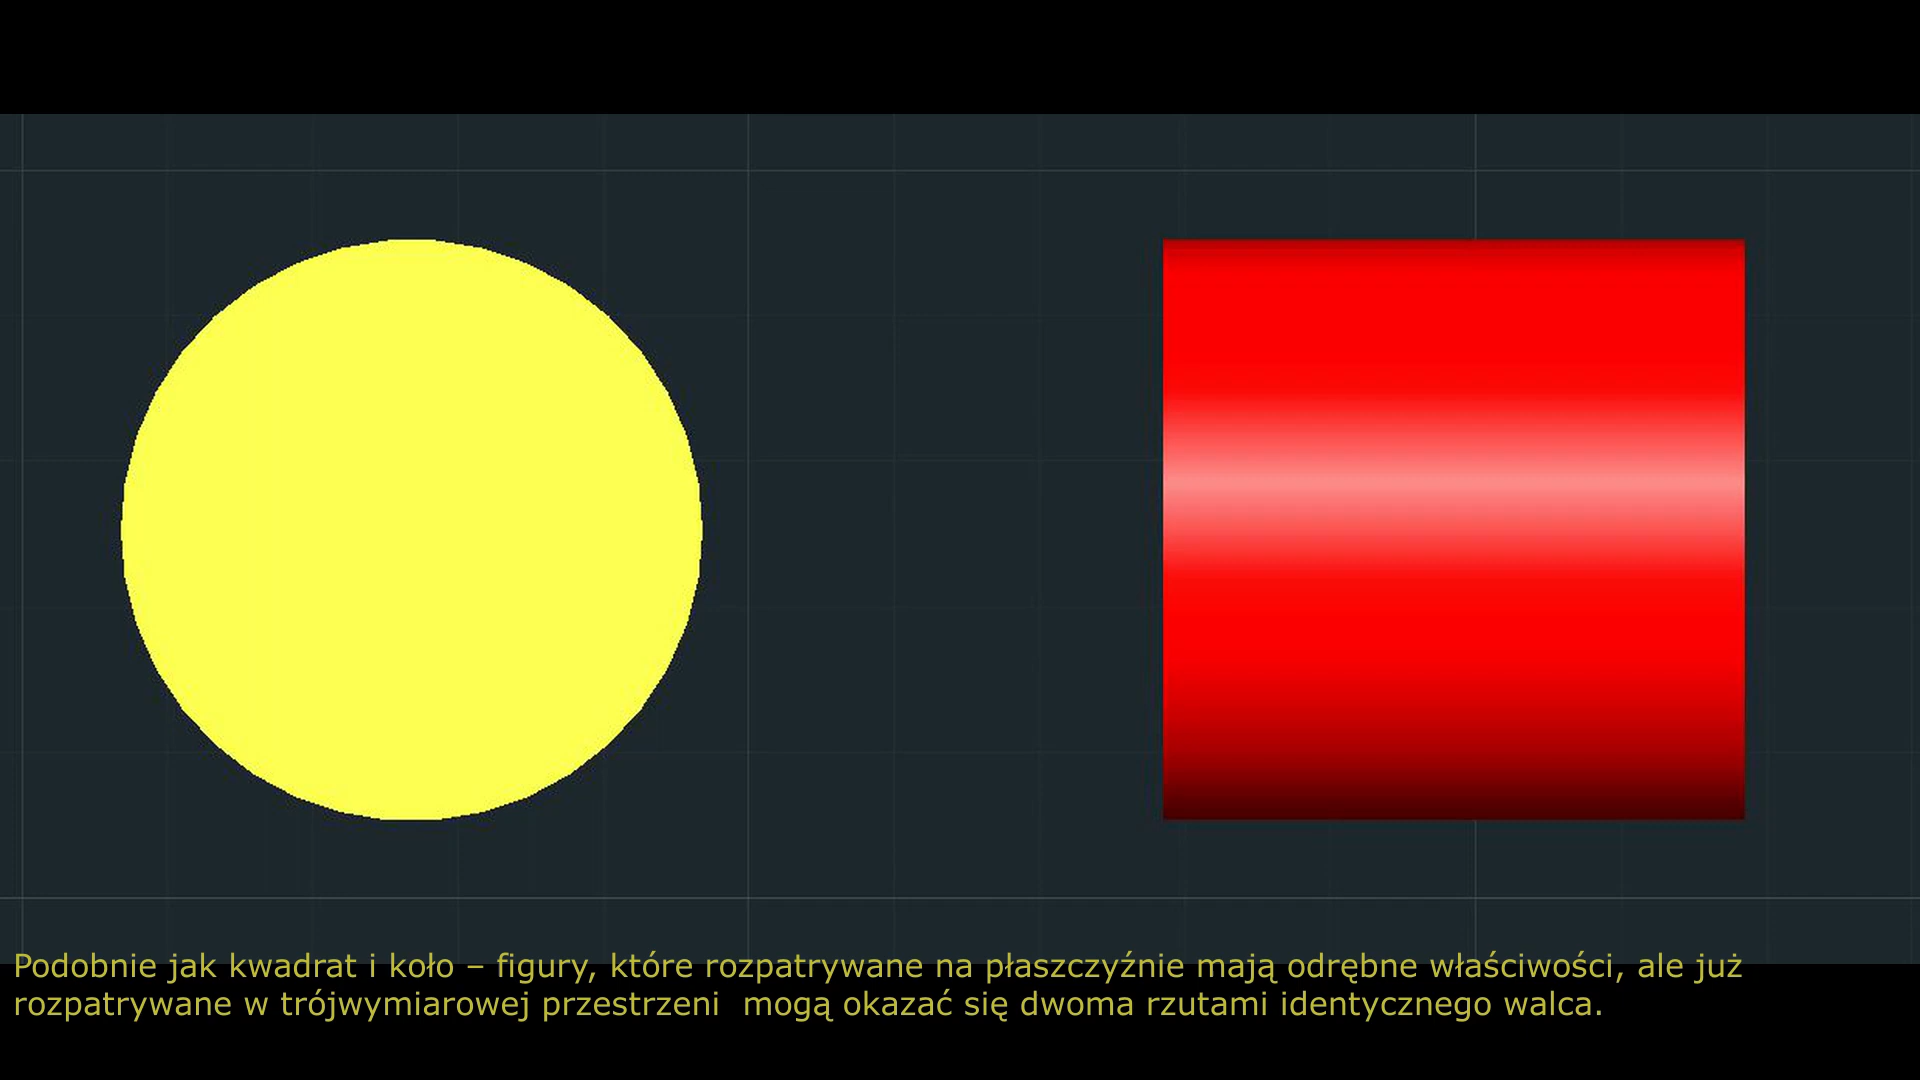 Podobnie jak kwadrat i koło – figury, które rozpatrywane na płaszczyźnie mają odrębne właściwości, ale już
rozpatrywane w trójwymiarowej przestrzeni  mogą okazać się dwoma rzutami identycznego walca.